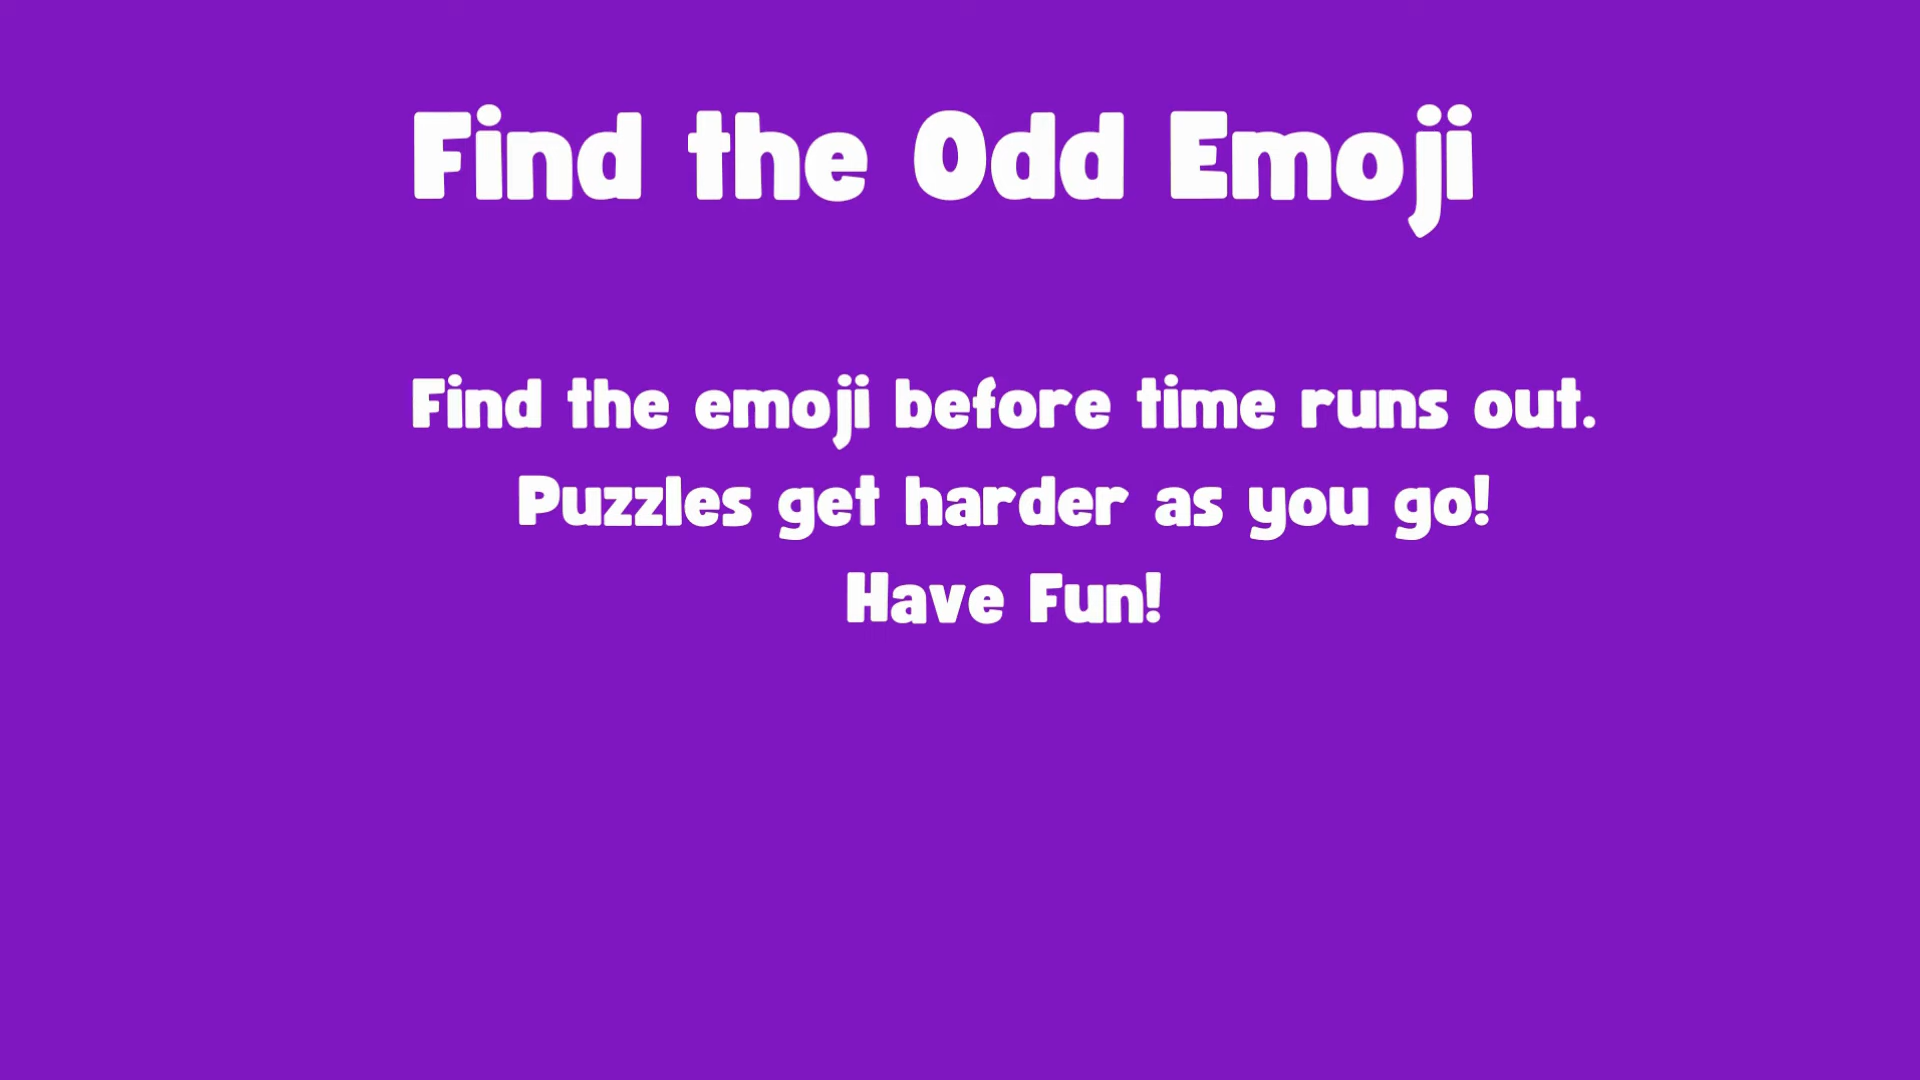 Find the Odd Emoji
Find the emoji before time runs out.
Puzzles get harder as you go!
Have Fun!